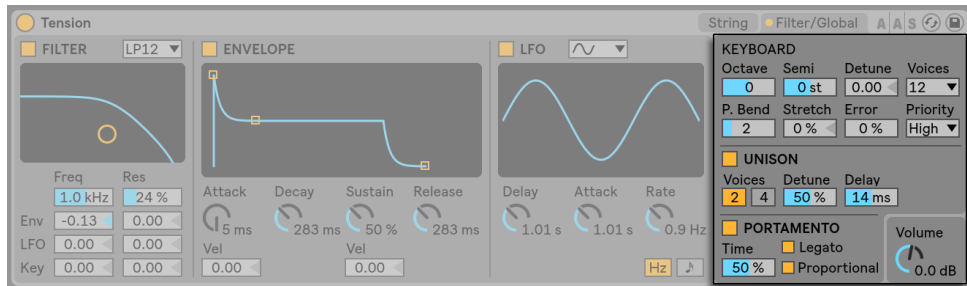 Tension
String
Filter/Global
AAS
FILTER
LP12
Freq
Res
1.0 kHz
24 %
Env
-0.13
0.00
LFO
0.00
0.00
Key
0.00
0.00
ENVELOPE
Attack
Decay
Sustain
Release
5 ms
283 ms
50 %
283 ms
Vel
Vel
0.00
0.00
LFO
Delay
Attack
Rate
1.01 s
1.01 s
0.9 Hz
Hz
KEYBOARD
Octave
Semi
Detune
Voices
0
0 st
0.00
12
P. Bend
Stretch
Error
Priority
2
0 %
0 %
High
UNISON
Voices
Detune
Delay
2
4
50 %
14 ms
PORTAMENTO
Time
Legato
50 %
Proportional
Volume
0.0 dB